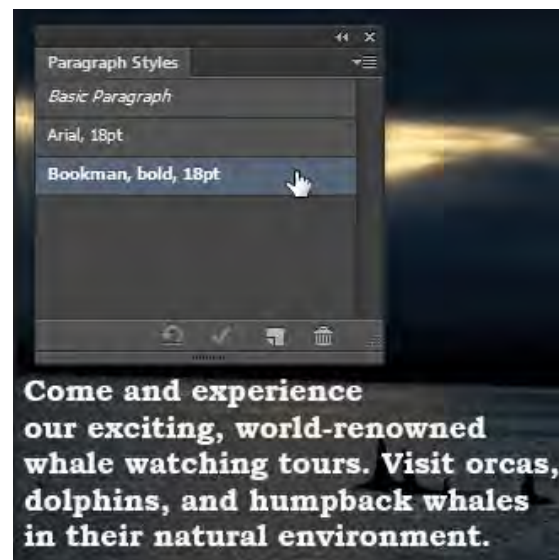 Paragraph Styles
Basic Paragraph
Arial, 18pt
Bookman, bold, 18pt
Come and experience
our exciting, world-renowned
whale watching tours. Visit orcas,
dolphins, and humpback whales
in their natural environment.